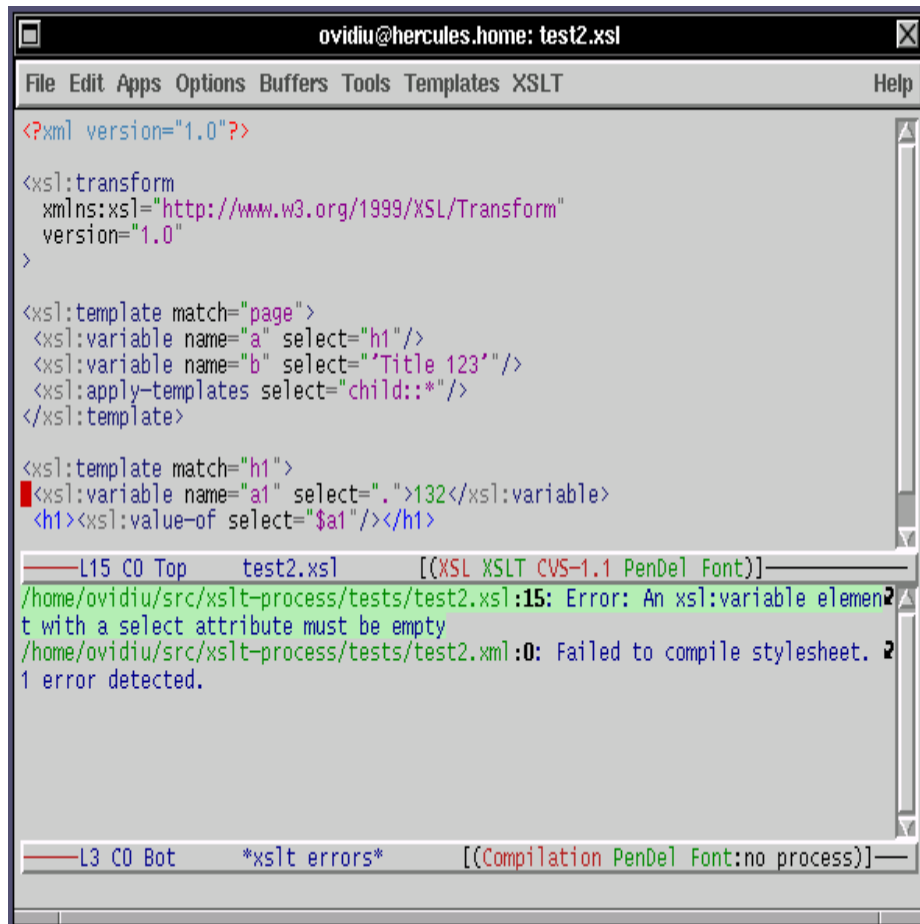 ovidiu@hercules.home: test2.xsl
File Edit Apps Options Buffers Tools Templates XSLT Help
<?xml version="1.0"?>
<xsl:transform
xmlns:xsl="http://www.w3.org/1999/XSL/Transform"
version="1.0"
>
<xsl:template match="page">
<xsl:variable name="a" select="h1"/>
<xsl:variable name="b" select="'Title 123'"/>
<xsl:apply-templates select="child::*"/>
</xsl:template>
<xsl:template match="h1">
<xsl:variable name="a1" select=".">132</xsl:variable>
<h1><xsl:value-of select="$a1"/></h1>
L15 C0 Top test2.xsl [(XSL XSLT CVS-1.1 PenDel Font)]
/home/ovidiu/src/xslt-process/tests/test2.xsl:15: Error: An xsl:variable elemen
t with a select attribute must be empty
/home/ovidiu/src/xslt-process/tests/test2.xml:0: Failed to compile stylesheet.
1 error detected.
L3 C0 Bot *xslt errors* [(Compilation PenDel Font:no process)]